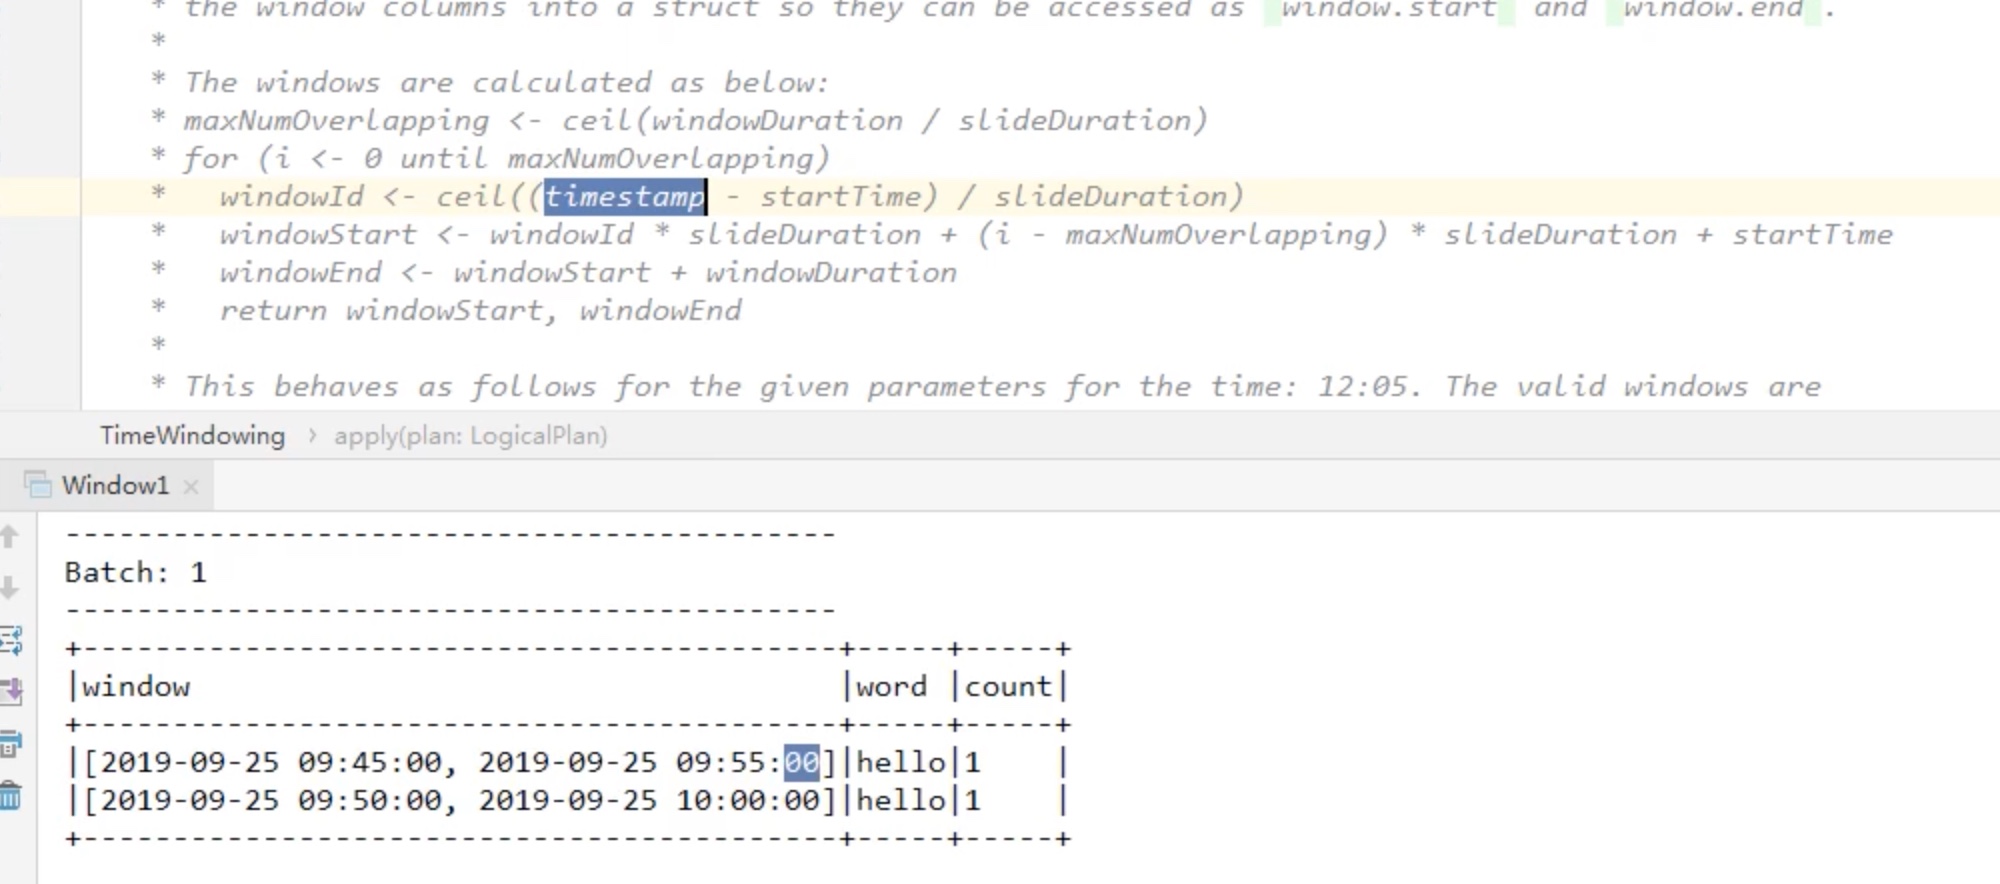 * the window columns into a struct so they can be accessed as `window.start` and `window.end`.
*
* The windows are calculated as below:
* maxNumOverlapping <- ceil(windowDuration / slideDuration)
* for (i <- 0 until maxNumOverlapping)
*   windowId <- ceil((timestamp - startTime) / slideDuration)
*   windowStart <- windowId * slideDuration + (i - maxNumOverlapping) * slideDuration + startTime
*   windowEnd <- windowStart + windowDuration
*   return windowStart, windowEnd
*
* This behaves as follows for the given parameters for the time: 12:05. The valid windows are
TimeWindowing › apply(plan: LogicalPlan)
Window1 ×
-------------------------------------------
Batch: 1
-------------------------------------------
+------------------------------------------+-----+-----+
|window                                    |word |count|
+------------------------------------------+-----+-----+
|[2019-09-25 09:45:00, 2019-09-25 09:55:00]|hello|1    |
|[2019-09-25 09:50:00, 2019-09-25 10:00:00]|hello|1    |
+------------------------------------------+-----+-----+